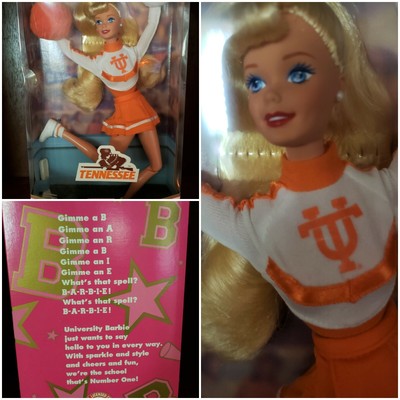 UT
TENNESSEE
UT
B
B
Gimme a B
Gimme an A
Gimme an R
Gimme a B
Gimme an I
Gimme an E
What's that spell?
B-A-R-B-I-E!
What's that spell?
B-A-R-B-I-E!
University Barbie
just wants to say
hello to you in every way.
With sparkle and style
and cheers and fun,
we're the school
that's Number One!